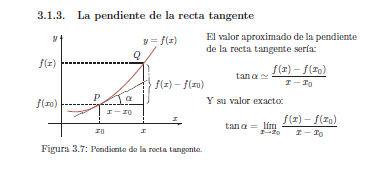 3.1.3. La pendiente de la recta tangente
y
y = f(x)
Q
f(x)
f(x) − f(x₀)
P
α
f(x₀)
x − x₀
x
x₀
x
Figura 3.7: Pendiente de la recta tangente.
El valor aproximado de la pendiente
de la recta tangente sería:
tan α ≃ f(x) − f(x₀) / x − x₀
Y su valor exacto:
tan α = lím x→x₀ f(x) − f(x₀) / x − x₀